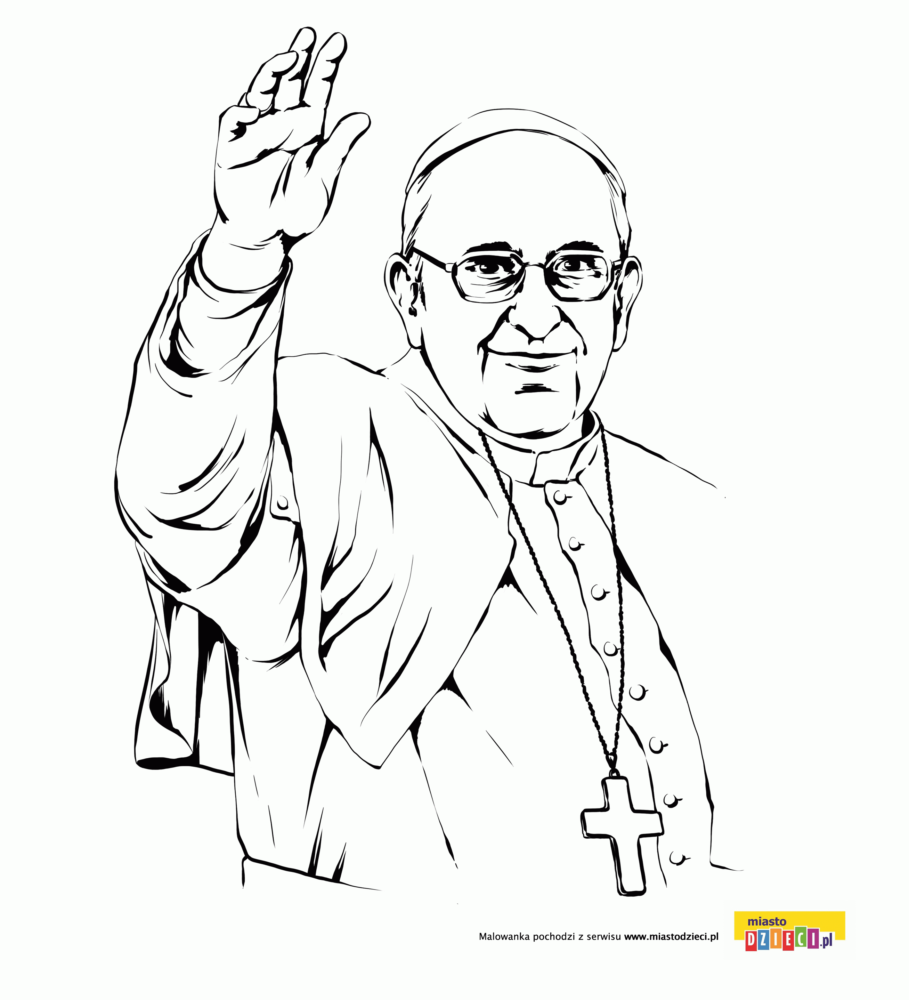 Malowanka pochodzi z serwisu www.miastodzieci.pl
miasto
DZIECI.pl